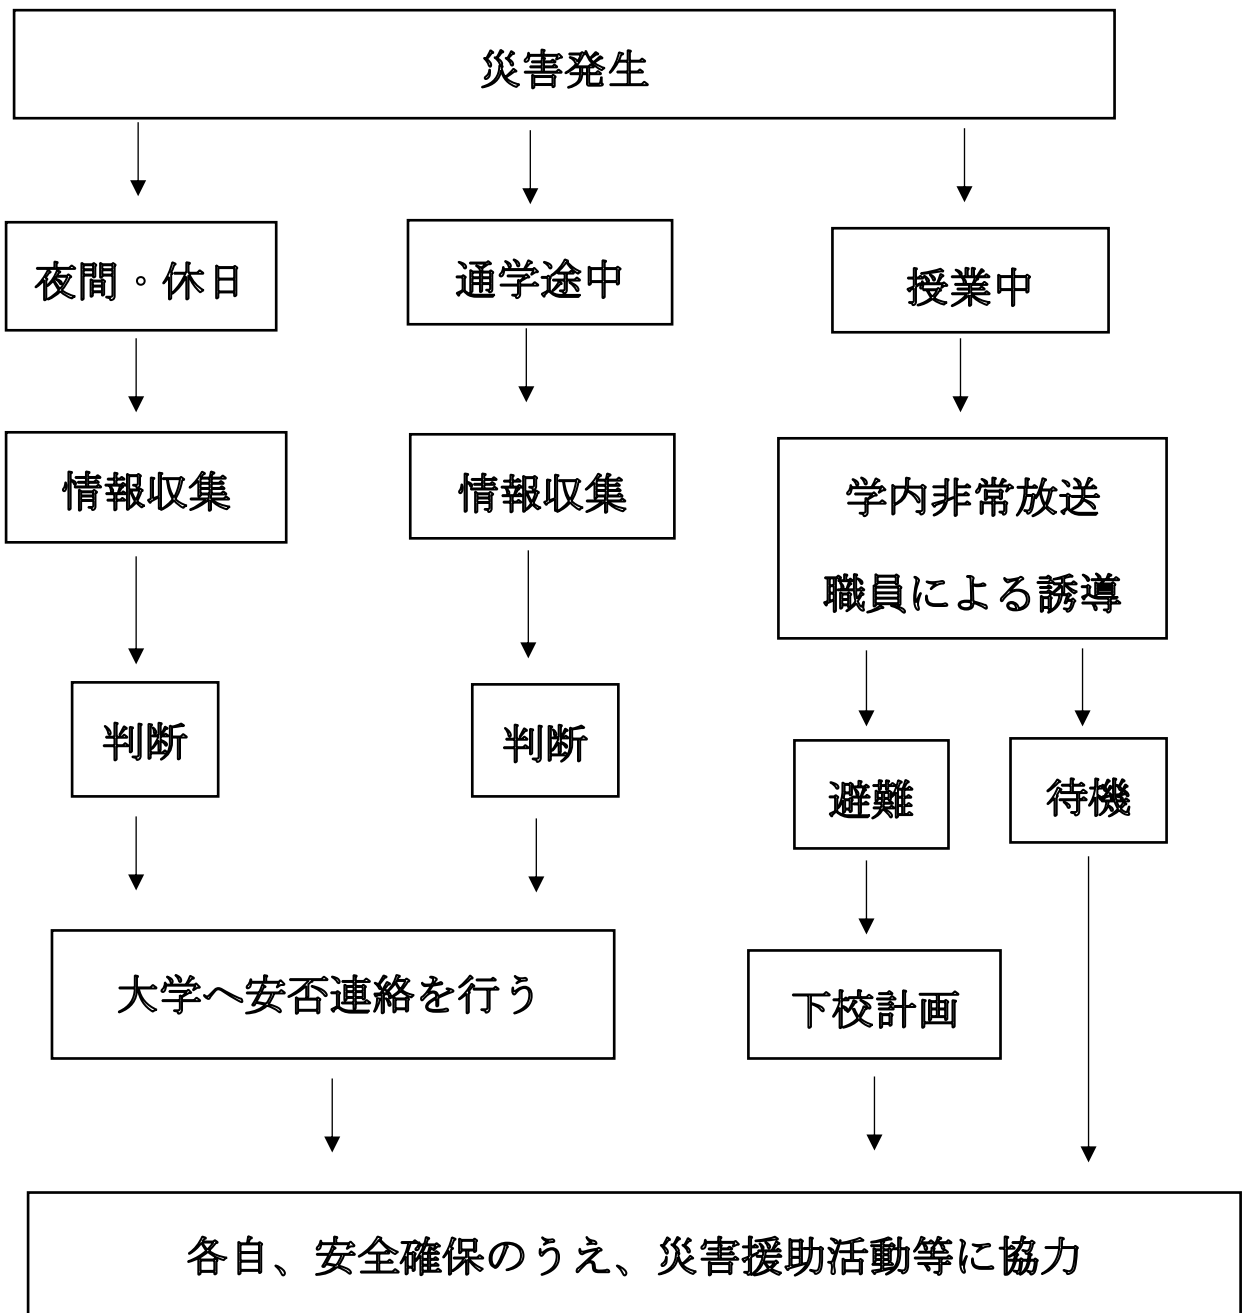 災害発生
夜間・休日
通学途中
授業中
情報収集
情報収集
学内非常放送
職員による誘導
判断
判断
避難
待機
大学へ安否連絡を行う
下校計画
各自、安全確保のうえ、災害援助活動等に協力